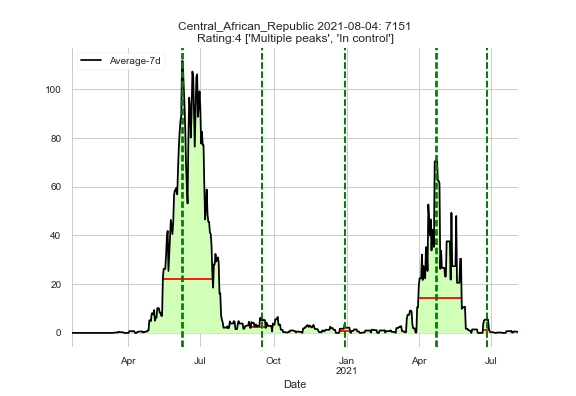 Central_African_Republic 2021-08-04: 7151
Rating:4 ['Multiple peaks', 'In control']
Average-7d
100
80
60
40
20
0
Apr Jul Oct Jan Apr Jul
2021
Date